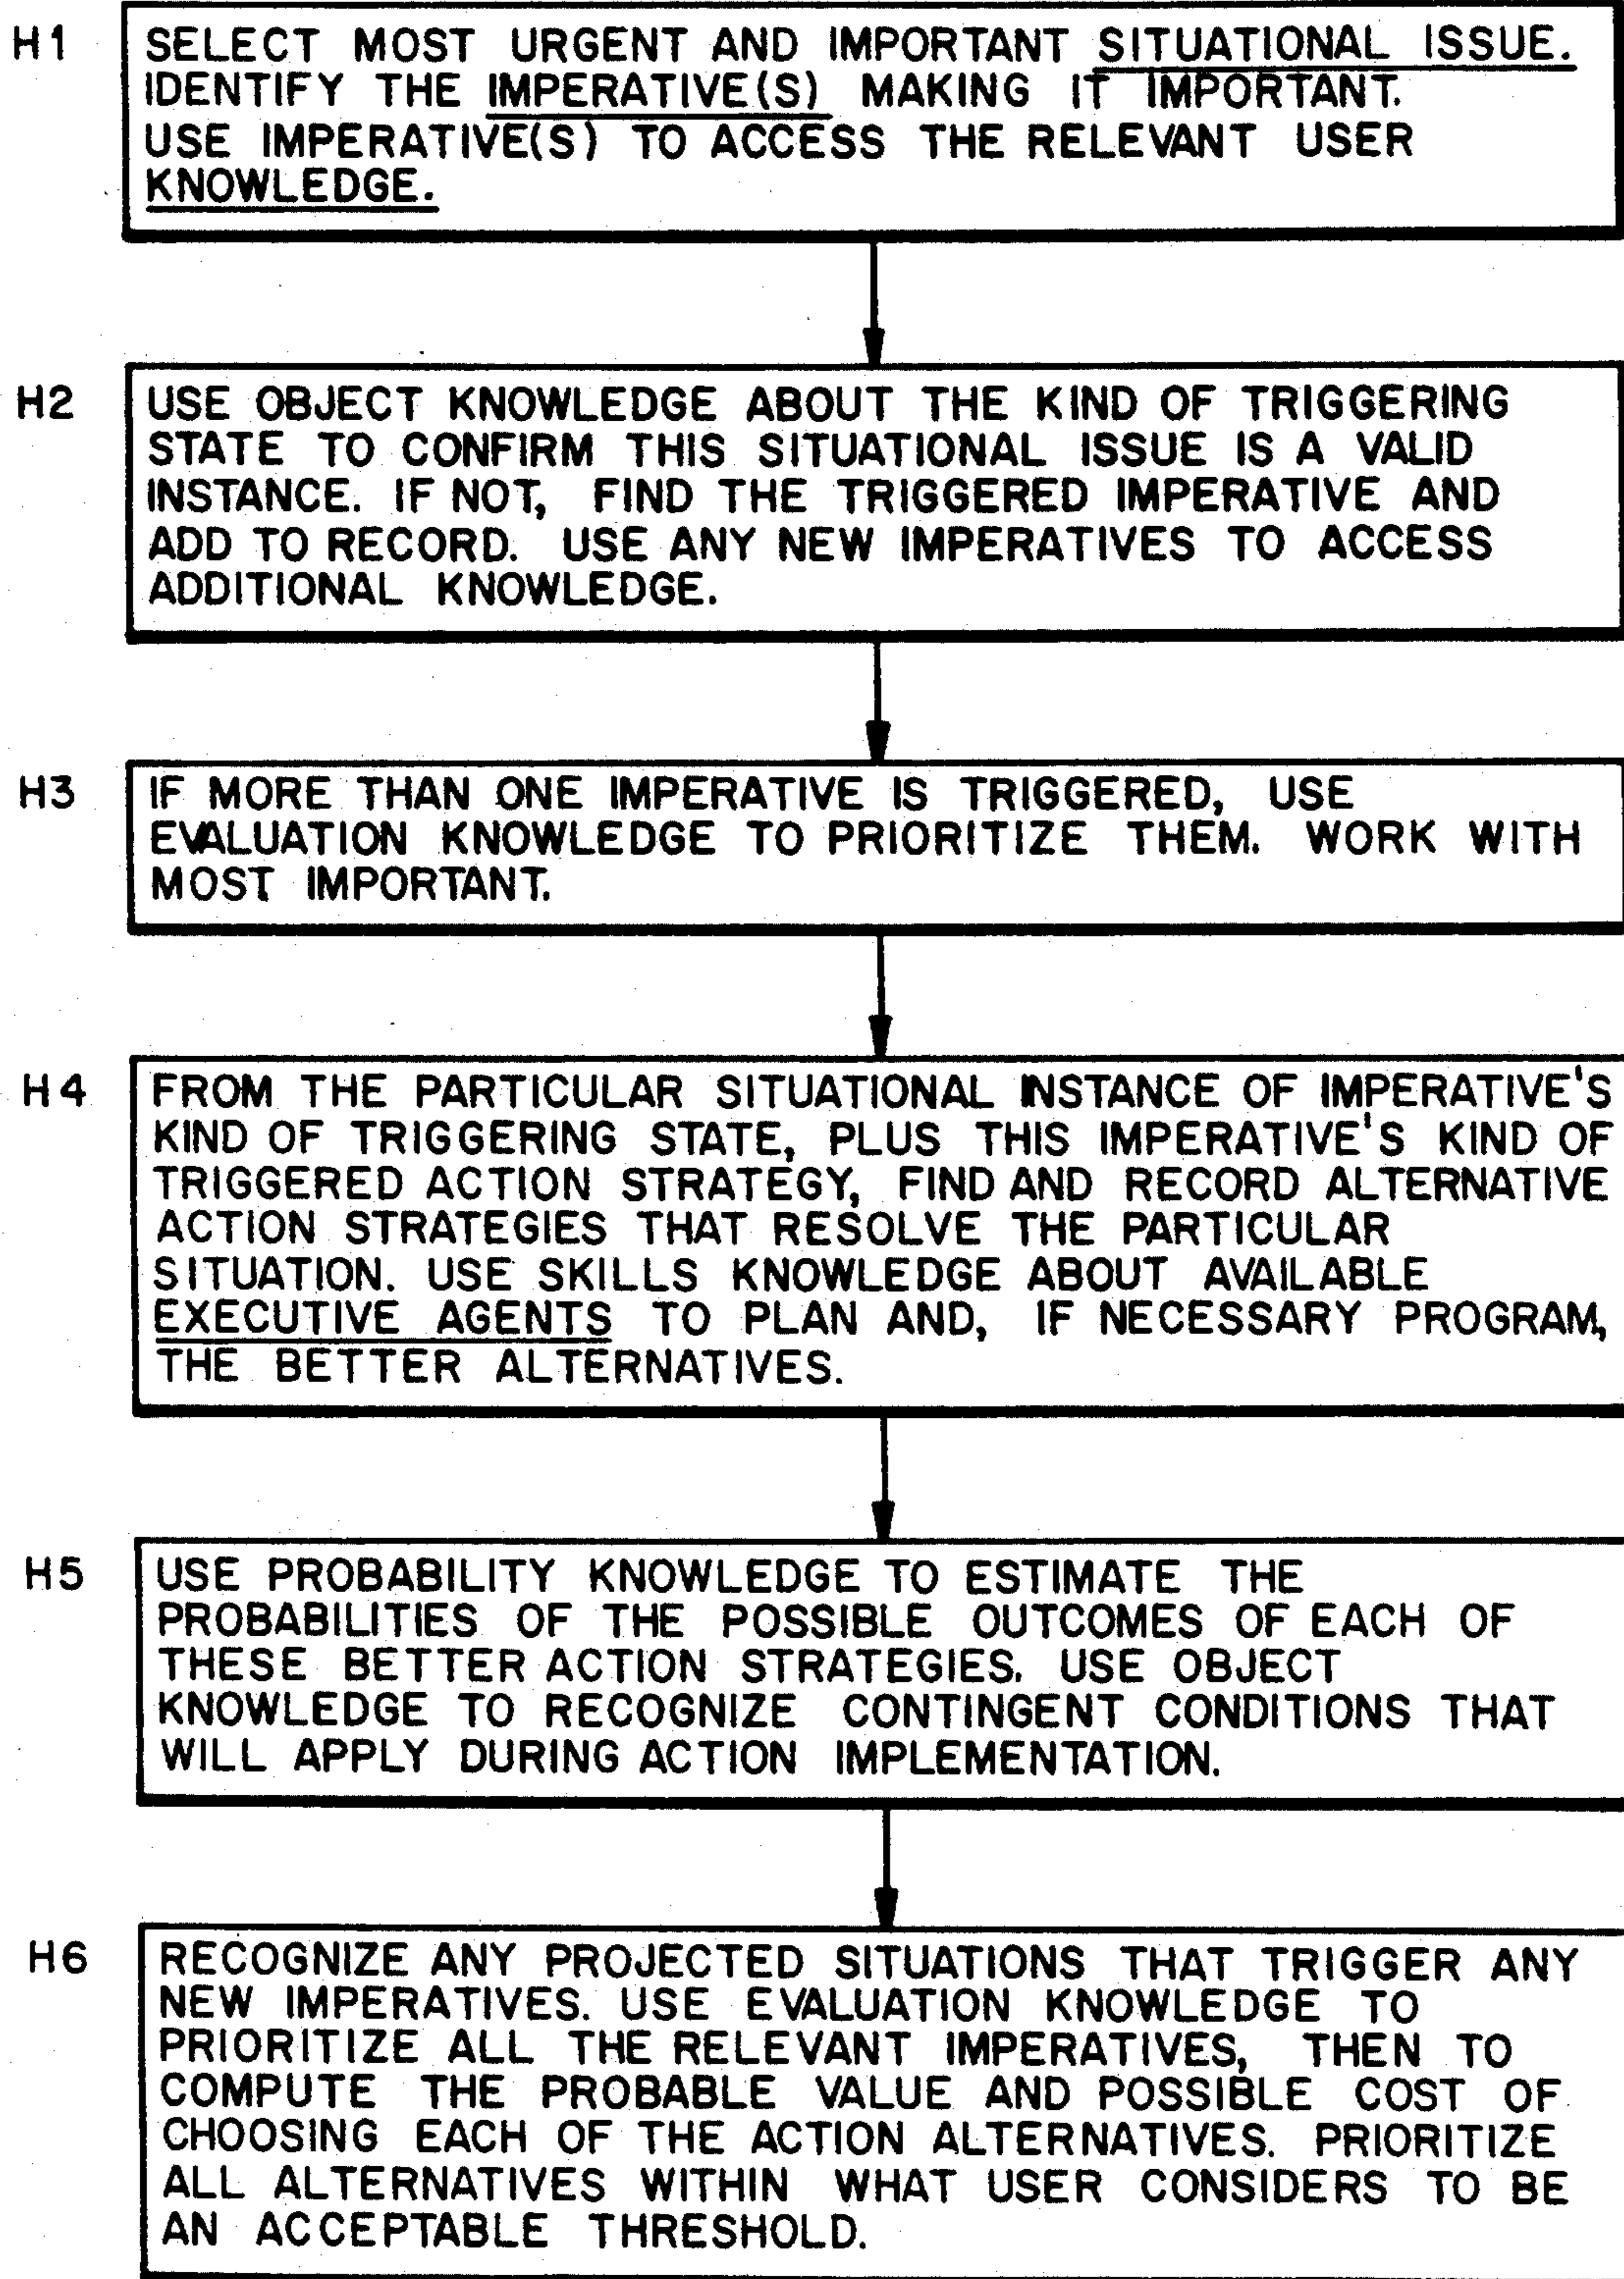 H1 SELECT MOST URGENT AND IMPORTANT SITUATIONAL ISSUE.
IDENTIFY THE IMPERATIVE(S) MAKING IT IMPORTANT.
USE IMPERATIVE(S) TO ACCESS THE RELEVANT USER
KNOWLEDGE.
H2 USE OBJECT KNOWLEDGE ABOUT THE KIND OF TRIGGERING
STATE TO CONFIRM THIS SITUATIONAL ISSUE IS A VALID
INSTANCE. IF NOT, FIND THE TRIGGERED IMPERATIVE AND
ADD TO RECORD. USE ANY NEW IMPERATIVES TO ACCESS
ADDITIONAL KNOWLEDGE.
H3 IF MORE THAN ONE IMPERATIVE IS TRIGGERED, USE
EVALUATION KNOWLEDGE TO PRIORITIZE THEM. WORK WITH
MOST IMPORTANT.
H4 FROM THE PARTICULAR SITUATIONAL INSTANCE OF IMPERATIVE'S
KIND OF TRIGGERING STATE, PLUS THIS IMPERATIVE'S KIND OF
TRIGGERED ACTION STRATEGY, FIND AND RECORD ALTERNATIVE
ACTION STRATEGIES THAT RESOLVE THE PARTICULAR
SITUATION. USE SKILLS KNOWLEDGE ABOUT AVAILABLE
EXECUTIVE AGENTS TO PLAN AND, IF NECESSARY PROGRAM,
THE BETTER ALTERNATIVES.
H5 USE PROBABILITY KNOWLEDGE TO ESTIMATE THE
PROBABILITIES OF THE POSSIBLE OUTCOMES OF EACH OF
THESE BETTER ACTION STRATEGIES. USE OBJECT
KNOWLEDGE TO RECOGNIZE CONTINGENT CONDITIONS THAT
WILL APPLY DURING ACTION IMPLEMENTATION.
H6 RECOGNIZE ANY PROJECTED SITUATIONS THAT TRIGGER ANY
NEW IMPERATIVES. USE EVALUATION KNOWLEDGE TO
PRIORITIZE ALL THE RELEVANT IMPERATIVES, THEN TO
COMPUTE THE PROBABLE VALUE AND POSSIBLE COST OF
CHOOSING EACH OF THE ACTION ALTERNATIVES. PRIORITIZE
ALL ALTERNATIVES WITHIN WHAT USER CONSIDERS TO BE
AN ACCEPTABLE THRESHOLD.